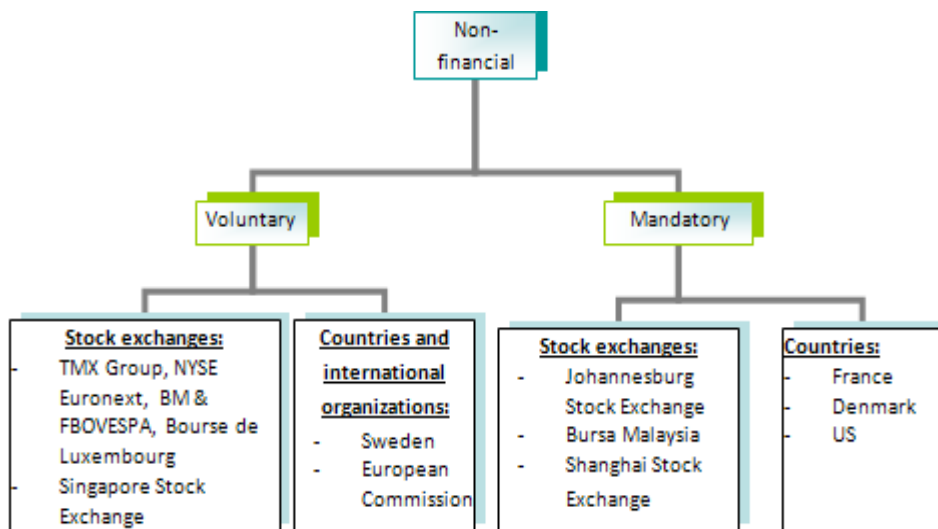 Non-
financial
Voluntary
Mandatory
Stock exchanges:
- TMX Group, NYSE
Euronext, BM &
FBOVESPA, Bourse de
Luxembourg
- Singapore Stock
Exchange
Countries and
international
organizations:
- Sweden
- European
Commission
Stock exchanges:
- Johannesburg
Stock Exchange
- Bursa Malaysia
- Shanghai Stock
Exchange
Countries:
- France
- Denmark
- US